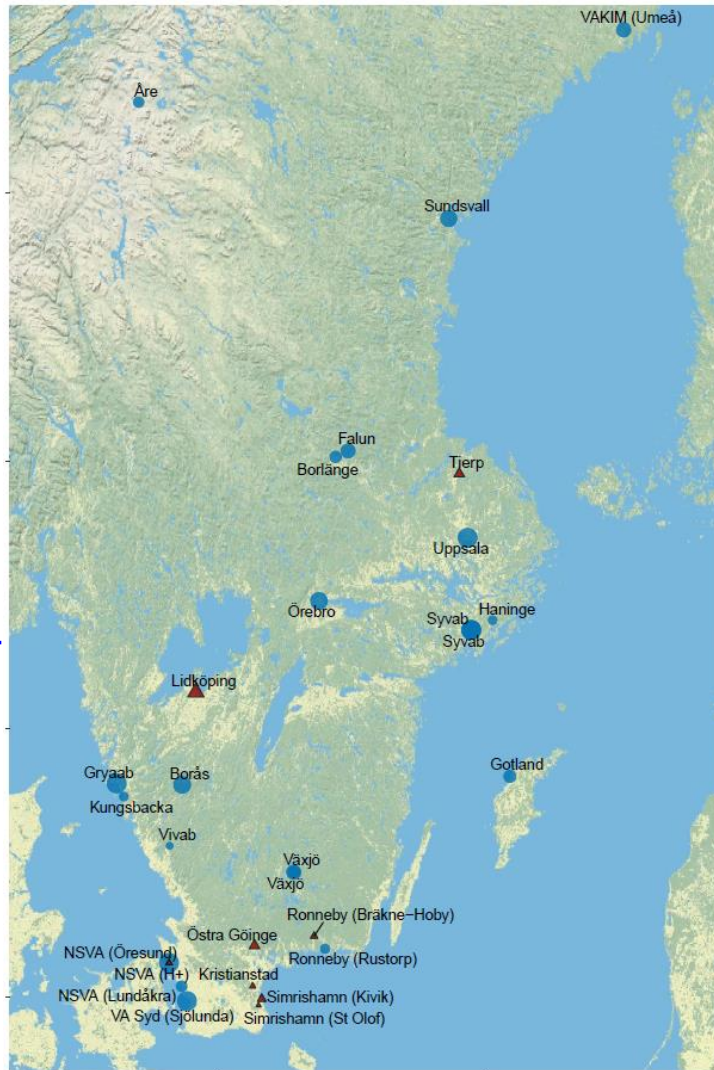 VAKIM (Umeå)
Åre
Sundsvall
Falun
Borlänge
Tierp
Uppsala
Örebro
Haninge
Syvab
Syvab
Lidköping
Gotland
Gryaab
Borås
Kungsbacka
Vivab
Växjö
Växjö
Ronneby (Bräkne−Hoby)
Östra Göinge
NSVA (Öresund)
Ronneby (Rustorp)
NSVA (H+)
Kristianstad
NSVA (Lundåkra)
Simrishamn (Kivik)
VA Syd (Sjölunda)
Simrishamn (St Olof)